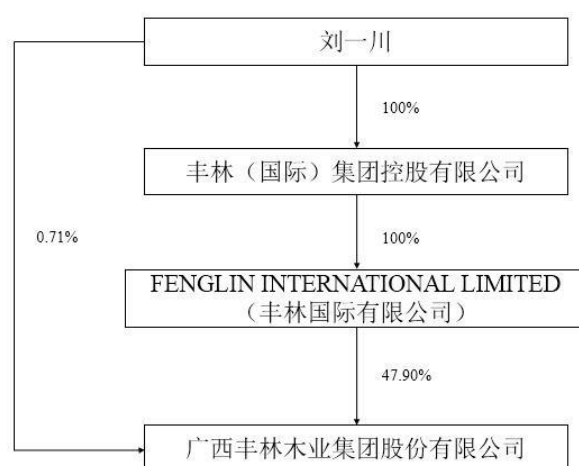 刘一川
100%
丰林（国际）集团控股有限公司
0.71%
100%
FENGLIN INTERNATIONAL LIMITED
（丰林国际有限公司）
47.90%
广西丰林木业集团股份有限公司